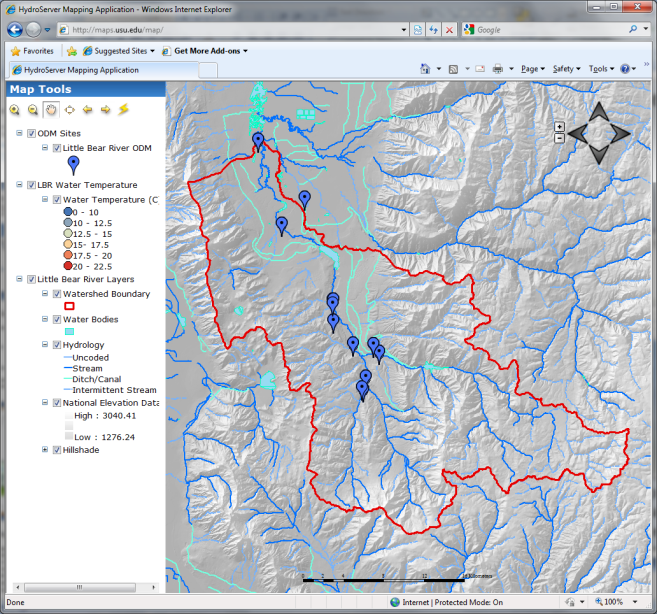 HydroServer Mapping Application - Windows Internet Explorer
http://maps.usu.edu/map/
Google
Favorites Suggested Sites Get More Add-ons
HydroServer Mapping Application
Page Safety Tools
Map Tools
ODM Sites
Little Bear River ODM
LBR Water Temperature
Water Temperature (C
0 - 10
10 - 12.5
12.5 - 15
15- 17.5
17.5 - 20
20 - 22.5
Little Bear River Layers
Watershed Boundary
Water Bodies
Hydrology
Uncoded
Stream
Ditch/Canal
Intermittent Stream
National Elevation Data
High : 3040.41
Low : 1276.24
Hillshade
Done
Internet | Protected Mode: On
100%